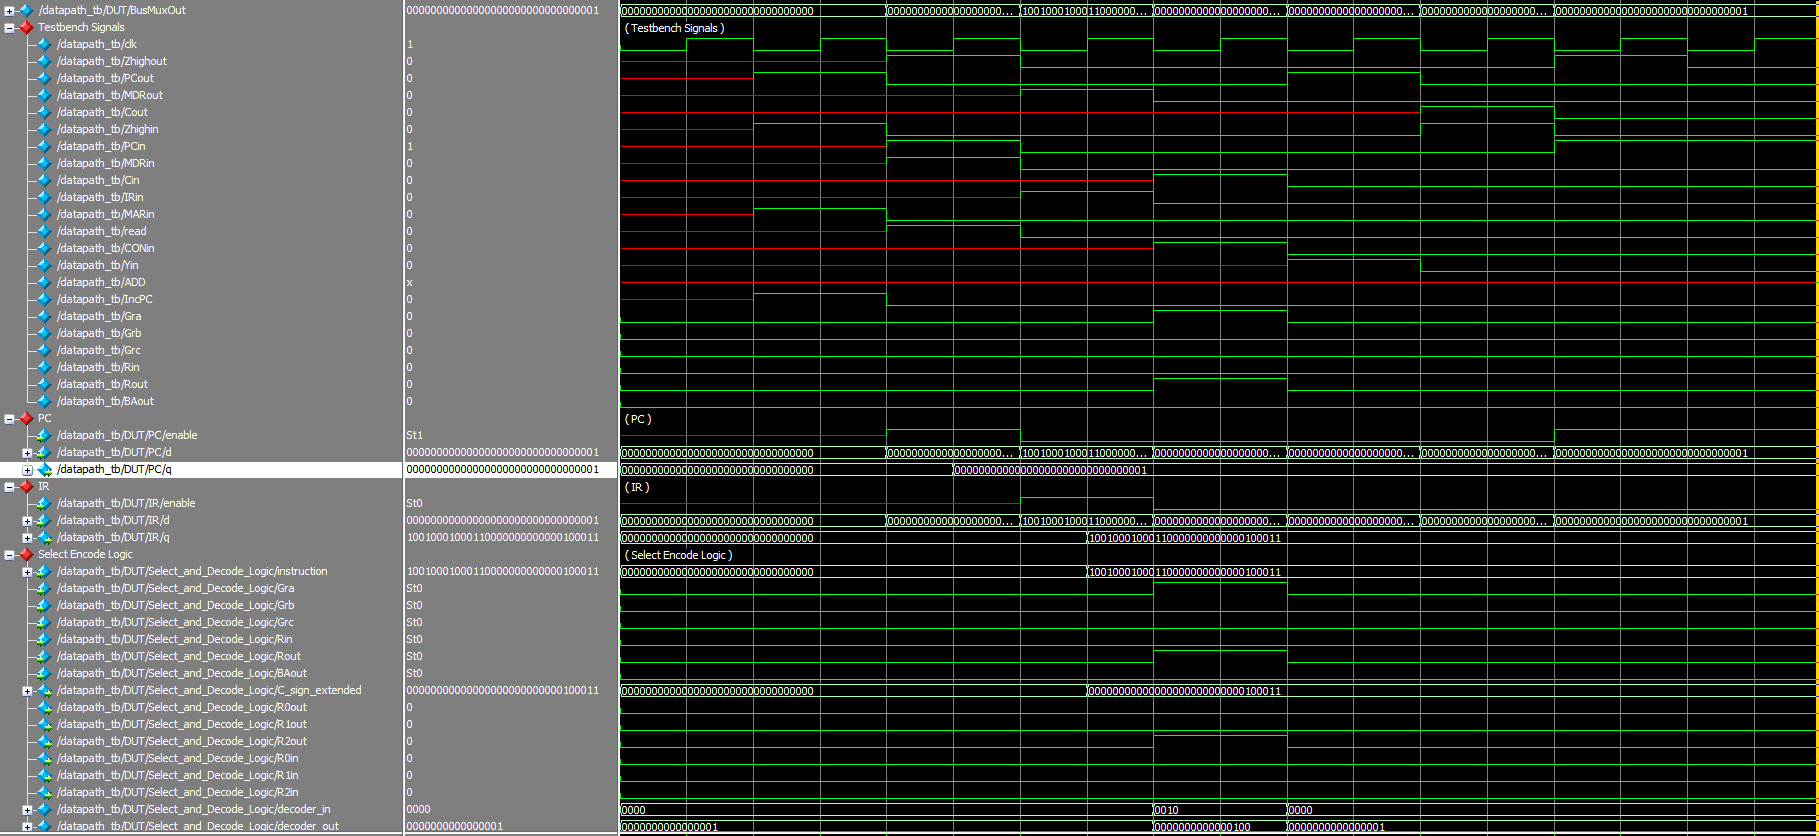 /datapath_tb/DUT/BusMuxOut 00000000000000000000000000000001 00000000000000000000000000000000 0000000000000000000... 1001000100011000000... 0000000000000000000... 0000000000000000000... 0000000000000000000... 00000000000000000000000000000001
Testbench Signals ( Testbench Signals )
/datapath_tb/clk 1
/datapath_tb/Zhighout 0
/datapath_tb/PCout 0
/datapath_tb/MDRout 0
/datapath_tb/Cout 0
/datapath_tb/Zhighin 0
/datapath_tb/PCin 1
/datapath_tb/MDRin 0
/datapath_tb/Cin 0
/datapath_tb/IRin 0
/datapath_tb/MARin 0
/datapath_tb/read 0
/datapath_tb/CONin 0
/datapath_tb/Yin 0
/datapath_tb/ADD x
/datapath_tb/IncPC 0
/datapath_tb/Gra 0
/datapath_tb/Grb 0
/datapath_tb/Grc 0
/datapath_tb/Rin 0
/datapath_tb/Rout 0
/datapath_tb/BAout 0
PC ( PC )
/datapath_tb/DUT/PC/enable St1
/datapath_tb/DUT/PC/d 00000000000000000000000000000001 00000000000000000000000000000000 0000000000000000000... 1001000100011000000... 0000000000000000000... 0000000000000000000... 0000000000000000000... 00000000000000000000000000000001
/datapath_tb/DUT/PC/q 00000000000000000000000000000001 00000000000000000000000000000000 00000000000000000000000000000001
IR ( IR )
/datapath_tb/DUT/IR/enable St0
/datapath_tb/DUT/IR/d 00000000000000000000000000000001 00000000000000000000000000000000 0000000000000000000... 1001000100011000000... 0000000000000000000... 0000000000000000000... 0000000000000000000... 00000000000000000000000000000001
/datapath_tb/DUT/IR/q 10010001000110000000000000100011 00000000000000000000000000000000 10010001000110000000000000100011
Select Encode Logic ( Select Encode Logic )
/datapath_tb/DUT/Select_and_Decode_Logic/instruction 10010001000110000000000000100011 00000000000000000000000000000000 10010001000110000000000000100011
/datapath_tb/DUT/Select_and_Decode_Logic/Gra St0
/datapath_tb/DUT/Select_and_Decode_Logic/Grb St0
/datapath_tb/DUT/Select_and_Decode_Logic/Grc St0
/datapath_tb/DUT/Select_and_Decode_Logic/Rin St0
/datapath_tb/DUT/Select_and_Decode_Logic/Rout St0
/datapath_tb/DUT/Select_and_Decode_Logic/BAout St0
/datapath_tb/DUT/Select_and_Decode_Logic/C_sign_extended 00000000000000000000000000100011 00000000000000000000000000000000 00000000000000000000000000100011
/datapath_tb/DUT/Select_and_Decode_Logic/R0out 0
/datapath_tb/DUT/Select_and_Decode_Logic/R1out 0
/datapath_tb/DUT/Select_and_Decode_Logic/R2out 0
/datapath_tb/DUT/Select_and_Decode_Logic/R0in 0
/datapath_tb/DUT/Select_and_Decode_Logic/R1in 0
/datapath_tb/DUT/Select_and_Decode_Logic/R2in 0
/datapath_tb/DUT/Select_and_Decode_Logic/decoder_in 0000 0000 0010 0000
/datapath_tb/DUT/Select_and_Decode_Logic/decoder_out 0000000000000001 0000000000000001 0000000000000100 0000000000000001